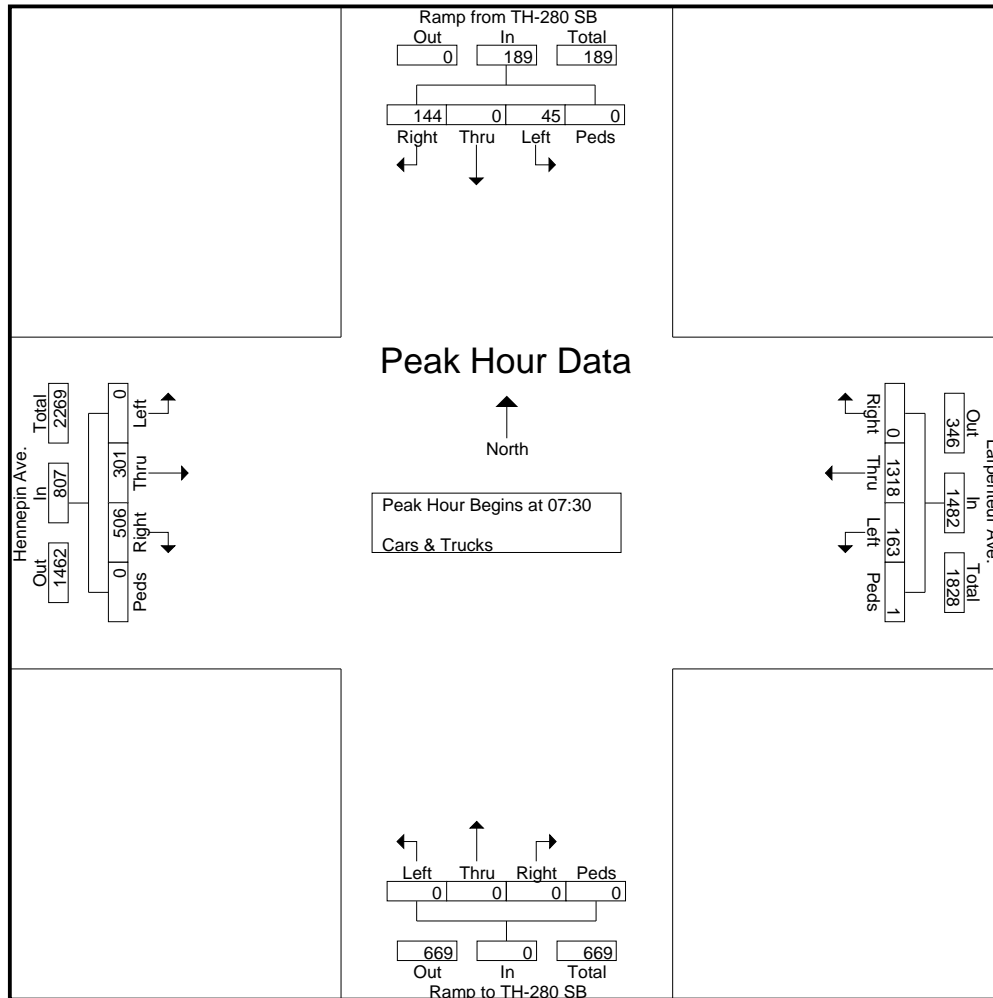 Ramp from TH-280 SB
Out In Total
0 189 189
144 0 45 0
Right Thru Left Peds
Peak Hour Data
North
Peak Hour Begins at 07:30
Cars & Trucks
Hennepin Ave.
Out In Total
1462 807 2269
Left Thru Right Peds
0 301 506 0
Larpenteur Ave.
Out In Total
346 1482 1828
Right Thru Left Peds
0 1318 163 1
Left Thru Right Peds
0 0 0 0
669 0 669
Out In Total
Ramp to TH-280 SB